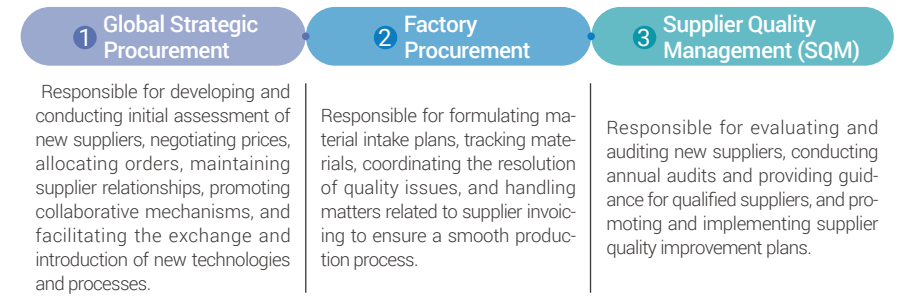 1 Global Strategic
Procurement
2 Factory
Procurement
3 Supplier Quality
Management (SQM)
Responsible for developing and
conducting initial assessment of
new suppliers, negotiating prices,
allocating orders, maintaining
supplier relationships, promoting
collaborative mechanisms, and
facilitating the exchange and
introduction of new technologies
and processes.
Responsible for formulating ma-
terial intake plans, tracking mate-
rials, coordinating the resolution
of quality issues, and handling
matters related to supplier invoic-
ing to ensure a smooth produc-
tion process.
Responsible for evaluating and
auditing new suppliers, conducting
annual audits and providing guid-
ance for qualified suppliers, and pro-
moting and implementing supplier
quality improvement plans.